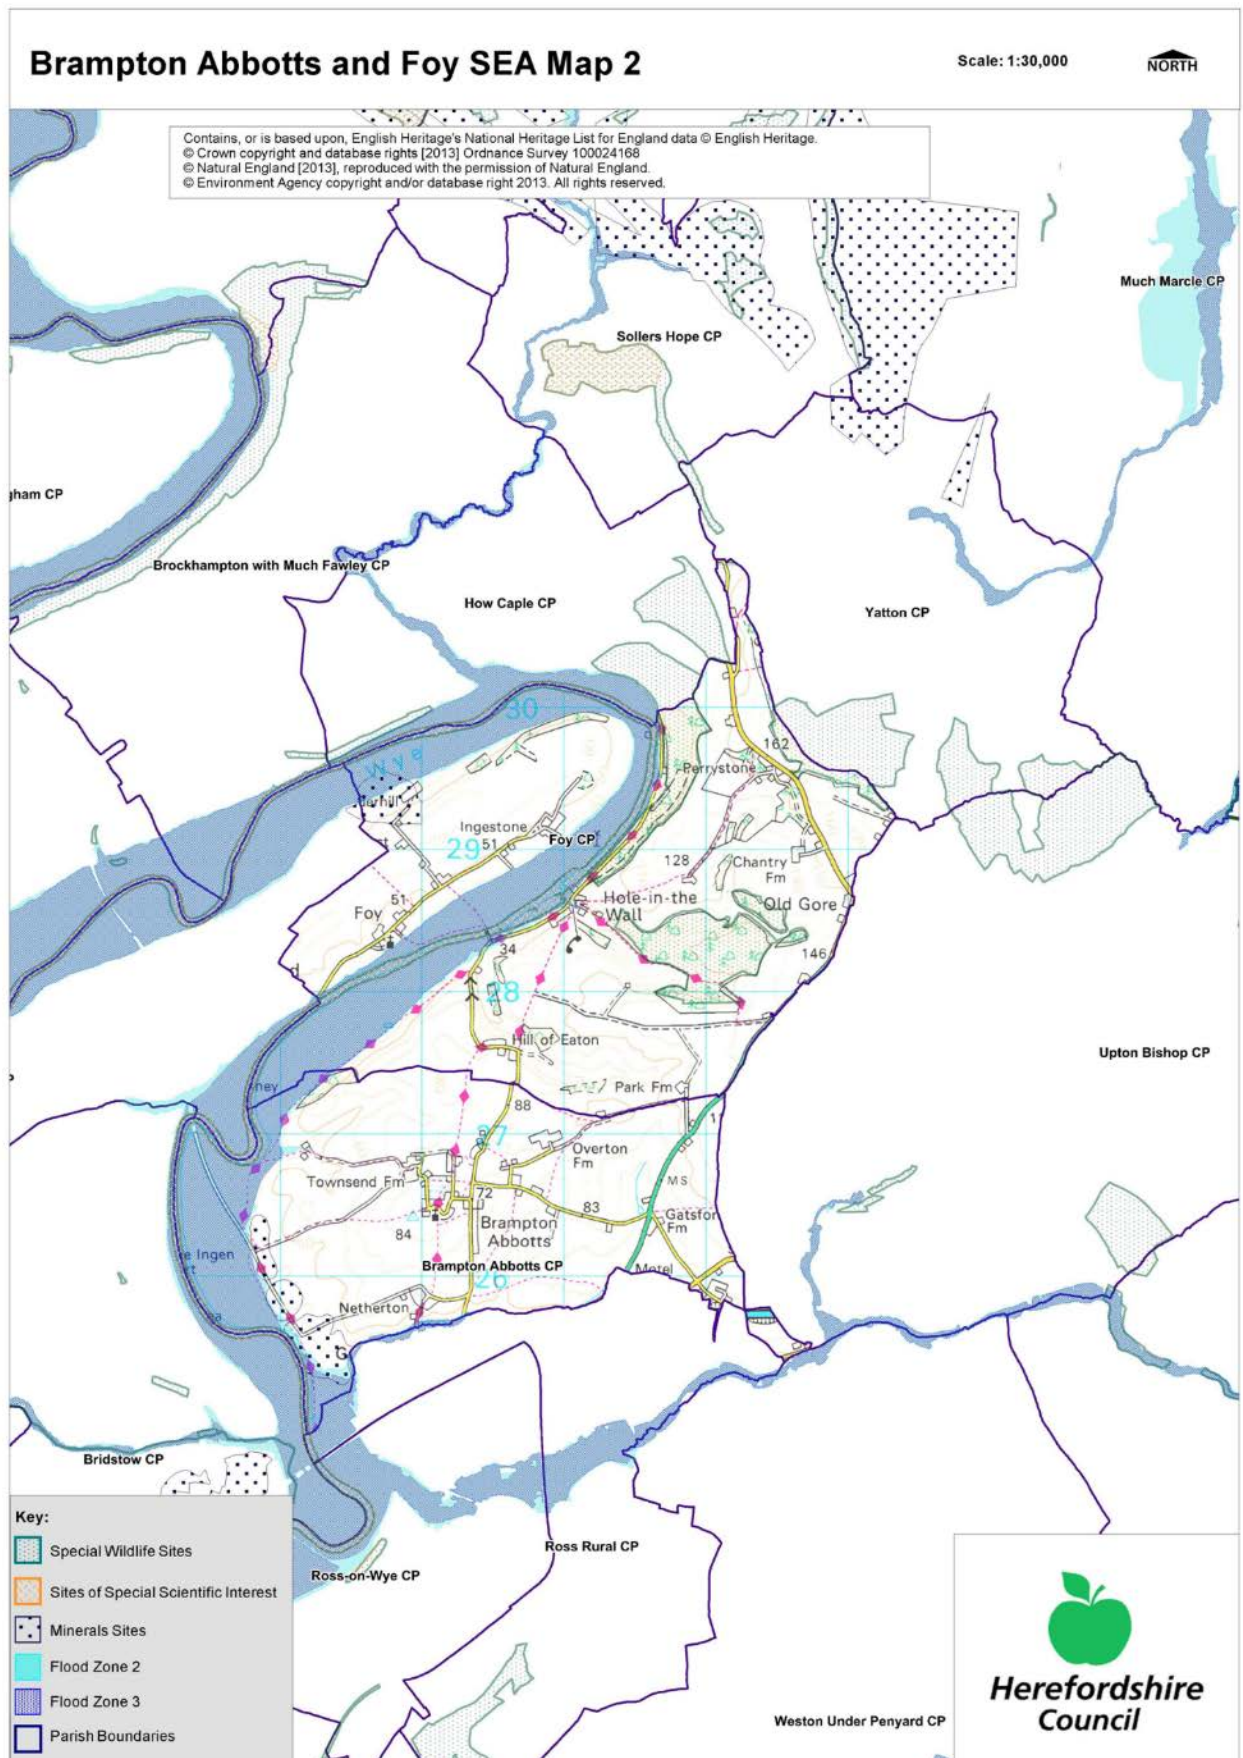 Brampton Abbotts and Foy SEA Map 2
Scale: 1:30,000
NORTH
Contains, or is based upon, English Heritage's National Heritage List for England data © English Heritage.
© Crown copyright and database rights [2013] Ordnance Survey 100024168
© Natural England [2013], reproduced with the permission of Natural England.
© Environment Agency copyright and/or database right 2013. All rights reserved.
Much Marcle CP
Sollers Hope CP
gham CP
Brockhampton with Much Fawley CP
How Caple CP
Yatton CP
30
162
Wye
Perrystone
erhill
Ingestone
Foy CP
29
51
128
Chantry
Fm
51
Hole-in-the
Wall
Old Gore
Foy
34
146
d
28
Hill of Eaton
Upton Bishop CP
ney
Park Fm
88
1
27
Overton
Fm
Townsend Fm
MS
72
83
Gatsfor
Fm
84
Brampton
Abbotts
e Ingen
Brampton Abbotts CP
Motel
26
Netherton
G
Bridstow CP
Ross Rural CP
Ross-on-Wye CP
Weston Under Penyard CP
Key:
Special Wildlife Sites
Sites of Special Scientific Interest
Minerals Sites
Flood Zone 2
Flood Zone 3
Parish Boundaries
Herefordshire
Council